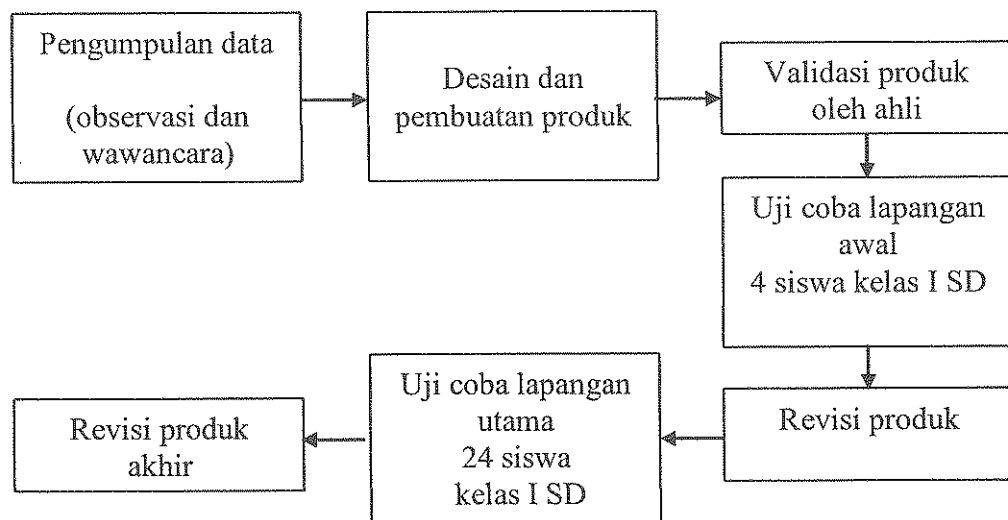 Pengumpulan data
(observasi dan
wawancara)
Desain dan
pembuatan produk
Validasi produk
oleh ahli
Uji coba lapangan
awal
4 siswa kelas I SD
Revisi produk
Uji coba lapangan
utama
24 siswa
kelas I SD
Revisi produk
akhir